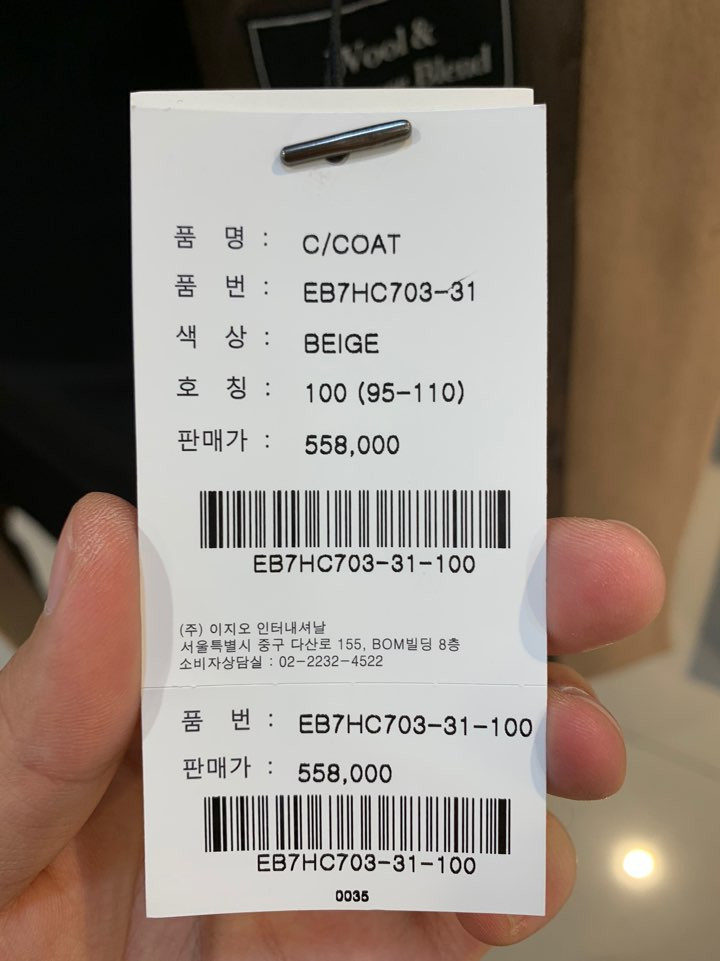 Wool &
Blend
품 명 : C/COAT
품 번 : EB7HC703-31
색 상 : BEIGE
호 칭 : 100 (95-110)
판매가 : 558,000
EB7HC703-31-100
(주) 이지오 인터내셔날
서울특별시 중구 다산로 155, BOM빌딩 8층
소비자상담실 : 02-2232-4522
품 번 : EB7HC703-31-100
판매가 : 558,000
EB7HC703-31-100
0035